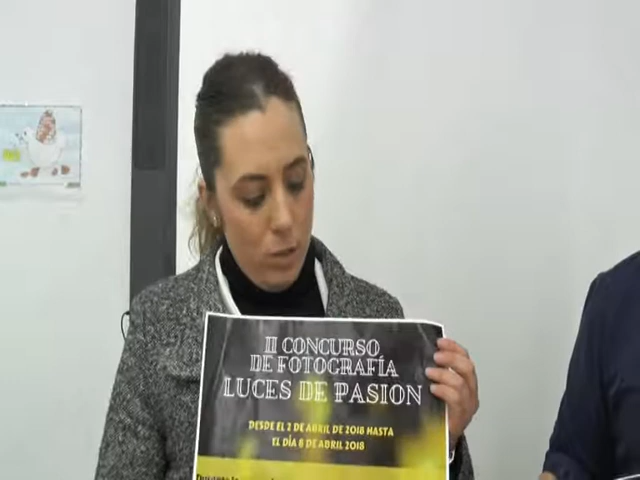 II CONCURSO
DE FOTOGRAFÍA
LUCES DE PASION
DESDE EL 2 DE ABRIL DE 2018 HASTA
EL DÍA 8 DE ABRIL 2018